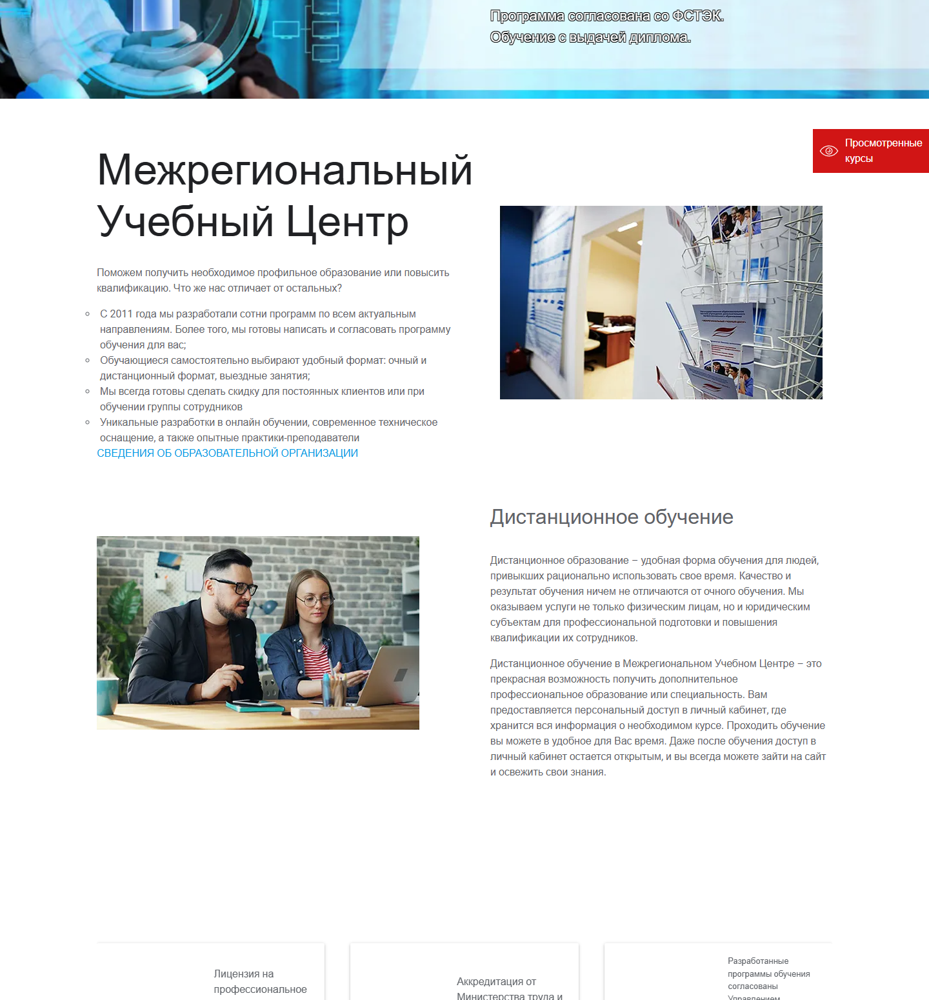 Программа согласована со ФСТЭК.
Обучение с выдачей диплома.
Просмотренные
курсы
Межрегиональный
Учебный Центр
Поможем получить необходимое профильное образование или повысить
квалификацию. Что же нас отличает от остальных?
С 2011 года мы разработали сотни программ по всем актуальным
направлениям. Более того, мы готовы написать и согласовать программу
обучения для вас;
Обучающиеся самостоятельно выбирают удобный формат: очный и
дистанционный формат, выездные занятия;
Мы всегда готовы сделать скидку для постоянных клиентов или при
обучении группы сотрудников
Уникальные разработки в онлайн обучении, современное техническое
оснащение, а также опытные практики-преподаватели
СВЕДЕНИЯ ОБ ОБРАЗОВАТЕЛЬНОЙ ОРГАНИЗАЦИИ
Дистанционное обучение
Дистанционное образование – удобная форма обучения для людей,
привыкших рационально использовать свое время. Качество и
результат обучения ничем не отличаются от очного обучения. Мы
оказываем услуги не только физическим лицам, но и юридическим
субъектам для профессиональной подготовки и повышения
квалификации их сотрудников.
Дистанционное обучение в Межрегиональном Учебном Центре – это
прекрасная возможность получить дополнительное
профессиональное образование или специальность. Вам
предоставляется персональный доступ в личный кабинет, где
хранится вся информация о необходимом курсе. Проходить обучение
вы можете в удобное для Вас время. Даже после обучения доступ в
личный кабинет остается открытым, и вы всегда можете зайти на сайт
и освежить свои знания.
Лицензия на
профессиональное
Аккредитация от
Министерства труда и
Разработанные
программы обучения
согласованы
Управлением